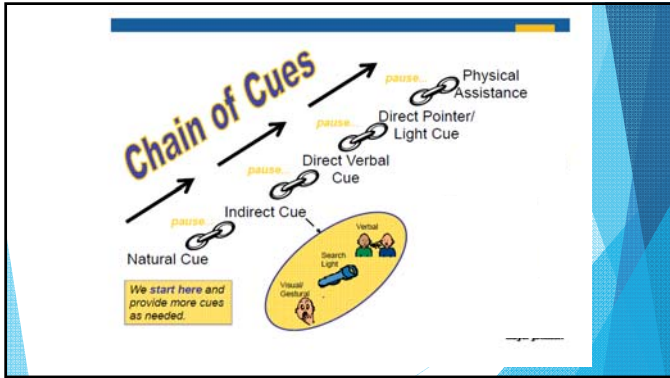 Chain of Cues
pause...
Physical
Assistance
pause...
Direct Pointer/
Light Cue
pause...
Direct Verbal
Cue
pause...
Indirect Cue
Natural Cue
Verbal
Search
Light
Visual/
Gestural
We start here and
provide more cues
as needed.